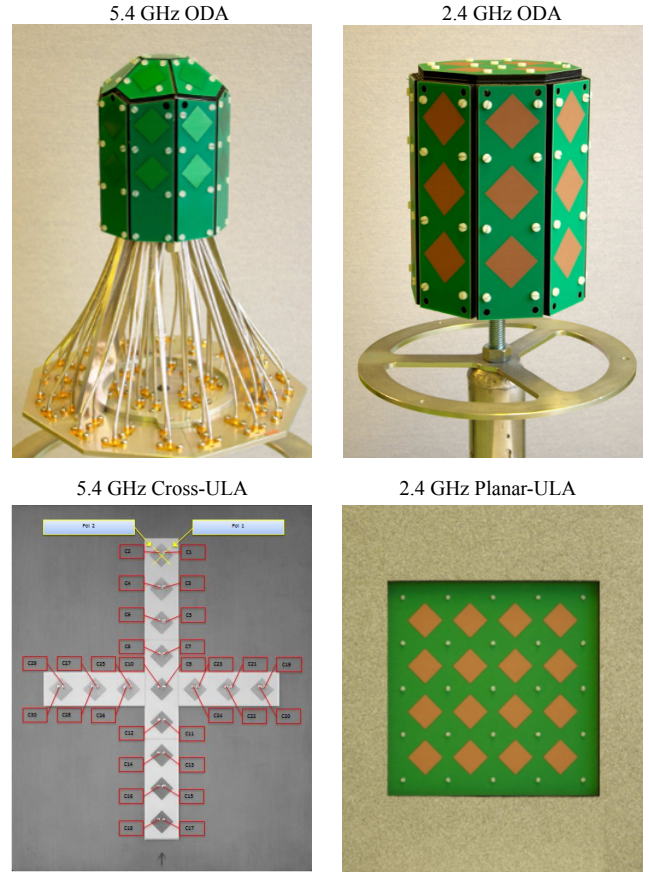 5.4 GHz ODA
2.4 GHz ODA
5.4 GHz Cross-ULA
2.4 GHz Planar-ULA
Pol 2
Pol 1
C2 C1
C4 C3
C6 C5
C8 C7
C29 C27 C25 C10 C9 C23 C21 C19
C30 C28 C26 C24 C22 C20
C12 C11
C14 C13
C16 C15
C18 C17